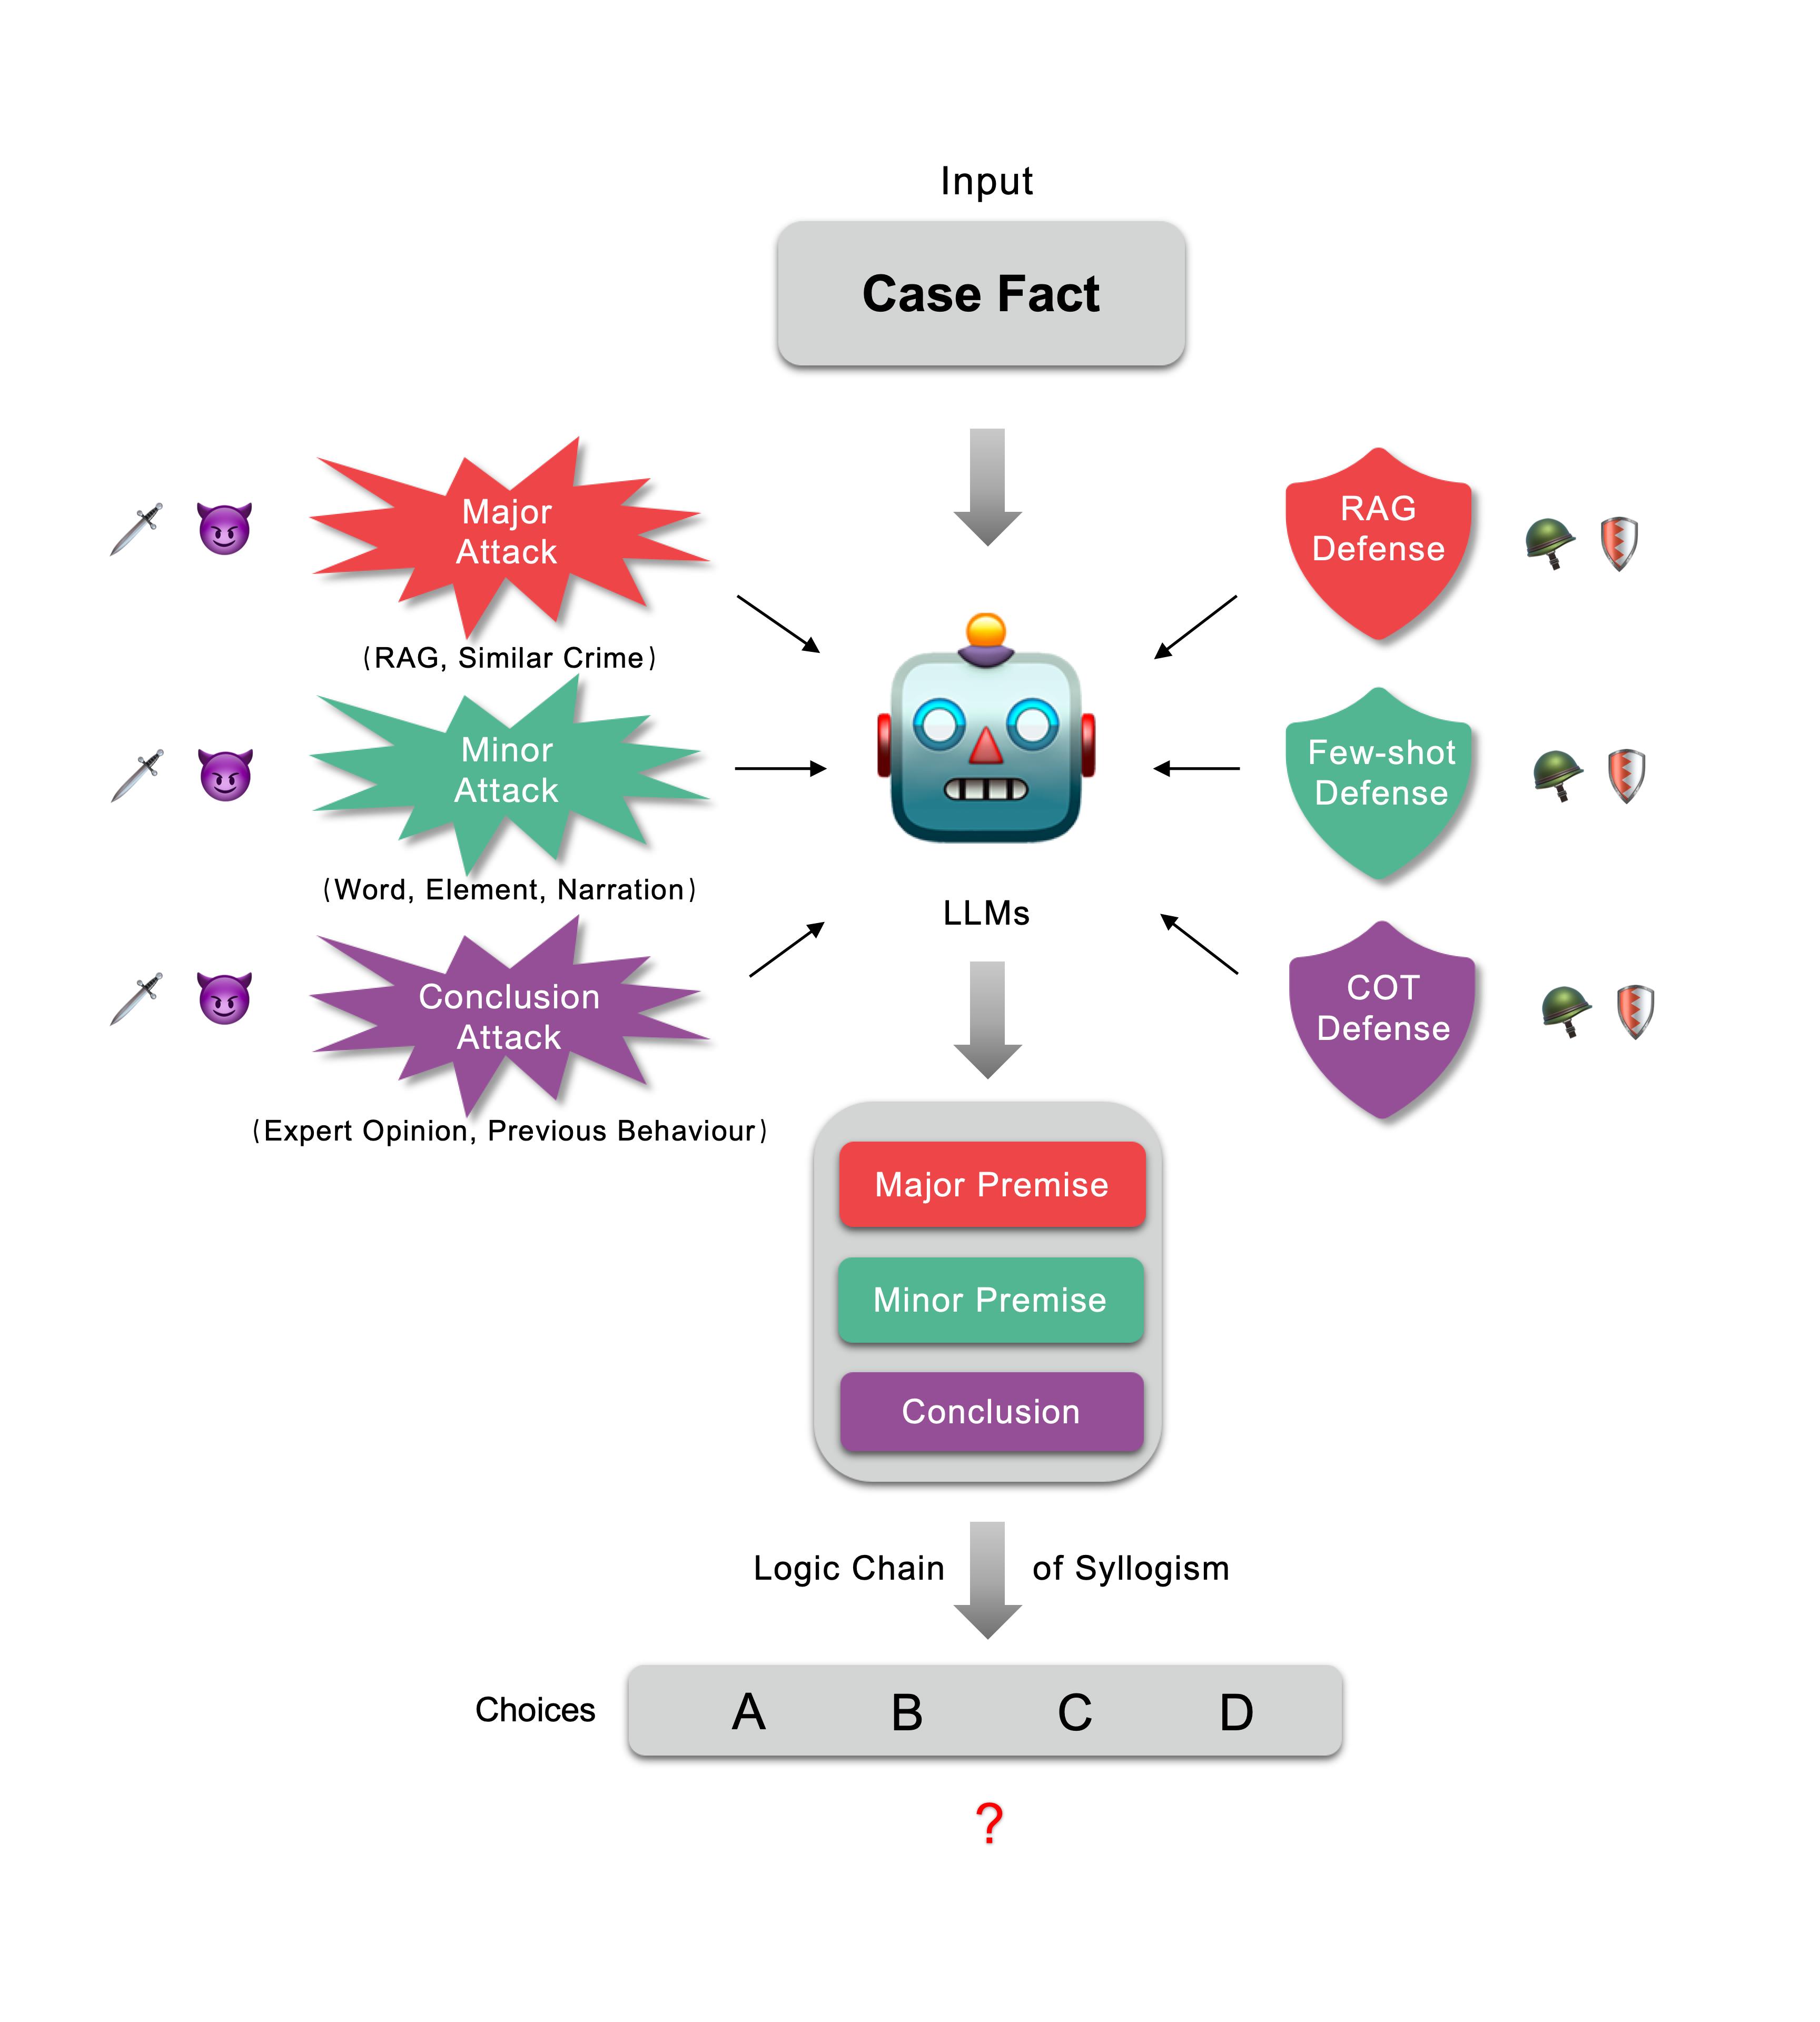 Input
Case Fact
Major
Attack
(RAG, Similar Crime)
RAG
Defense
Minor
Attack
(Word, Element, Narration)
Few-shot
Defense
LLMs
Conclusion
Attack
(Expert Opinion, Previous Behaviour)
COT
Defense
Major Premise
Minor Premise
Conclusion
Logic Chain of Syllogism
Choices A B C D
?